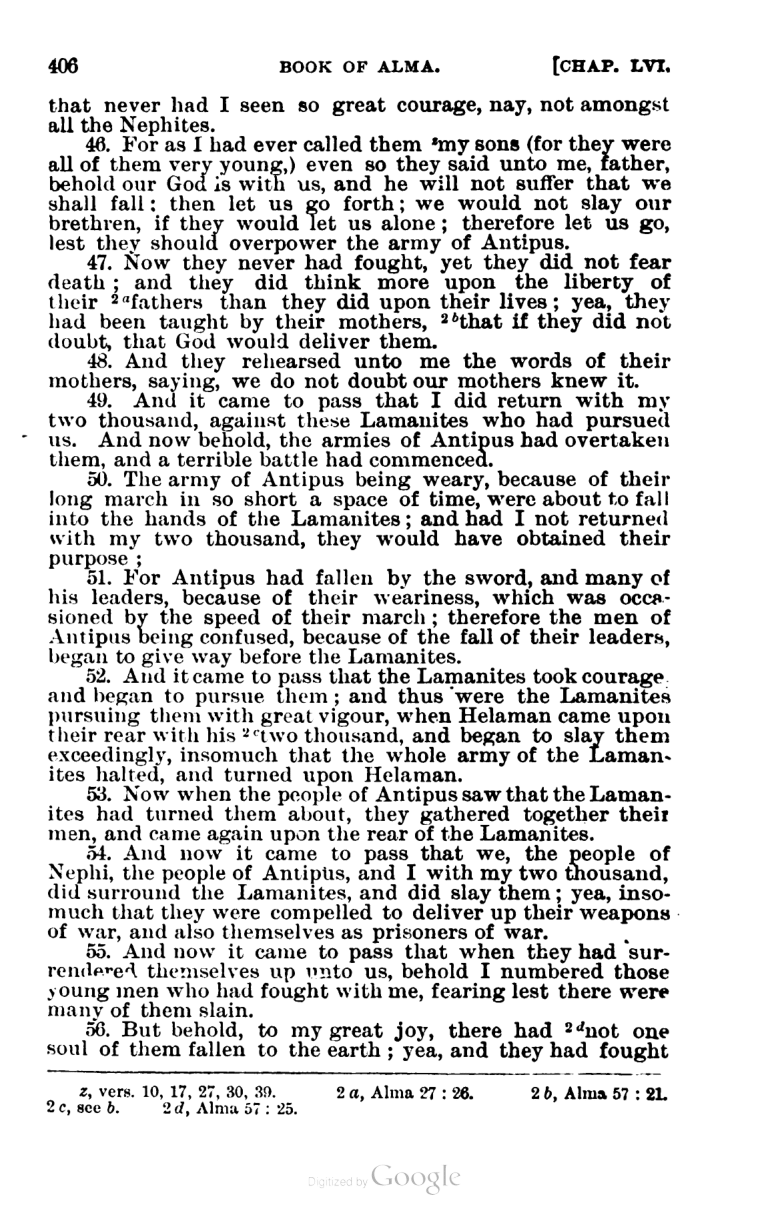 406 BOOK OF ALMA. [CHAP. LVI.
that never had I seen so great courage, nay, not amongst
all the Nephites.
46. For as I had ever called them ᶻmy sons (for they were
all of them very young,) even so they said unto me, father,
behold our God is with us, and he will not suffer that we
shall fall: then let us go forth; we would not slay our
brethren, if they would let us alone; therefore let us go,
lest they should overpower the army of Antipus.
47. Now they never had fought, yet they did not fear
death; and they did think more upon the liberty of
their ²ᵃfathers than they did upon their lives; yea, they
had been taught by their mothers, ²ᵇthat if they did not
doubt, that God would deliver them.
48. And they rehearsed unto me the words of their
mothers, saying, we do not doubt our mothers knew it.
49. And it came to pass that I did return with my
two thousand, against these Lamanites who had pursued
us. And now behold, the armies of Antipus had overtaken
them, and a terrible battle had commenced.
50. The army of Antipus being weary, because of their
long march in so short a space of time, were about to fall
into the hands of the Lamanites; and had I not returned
with my two thousand, they would have obtained their
purpose;
51. For Antipus had fallen by the sword, and many of
his leaders, because of their weariness, which was occa-
sioned by the speed of their march; therefore the men of
Antipus being confused, because of the fall of their leaders,
began to give way before the Lamanites.
52. And it came to pass that the Lamanites took courage
and began to pursue them; and thus were the Lamanites
pursuing them with great vigour, when Helaman came upon
their rear with his ²ᶜtwo thousand, and began to slay them
exceedingly, insomuch that the whole army of the Laman-
ites halted, and turned upon Helaman.
53. Now when the people of Antipus saw that the Laman-
ites had turned them about, they gathered together their
men, and came again upon the rear of the Lamanites.
54. And now it came to pass that we, the people of
Nephi, the people of Antipus, and I with my two thousand,
did surround the Lamanites, and did slay them; yea, inso-
much that they were compelled to deliver up their weapons
of war, and also themselves as prisoners of war.
55. And now it came to pass that when they had sur-
rendered themselves up unto us, behold I numbered those
young men who had fought with me, fearing lest there were
many of them slain.
56. But behold, to my great joy, there had ²ᵈnot one
soul of them fallen to the earth; yea, and they had fought
z, vers. 10, 17, 27, 30, 39. 2 a, Alma 27 : 26. 2 b, Alma 57 : 21.
2 c, see b. 2 d, Alma 57 : 25.
Digitized by Google